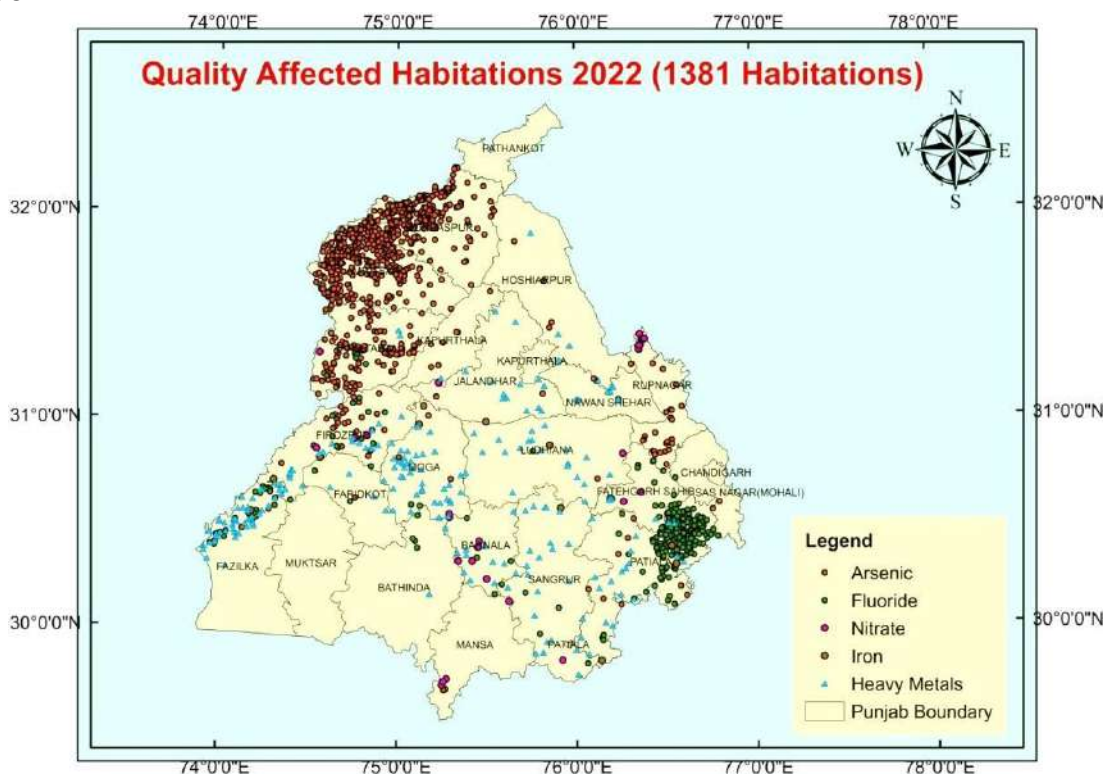 74°0'0"E 75°0'0"E 76°0'0"E 77°0'0"E 78°0'0"E
Quality Affected Habitations 2022 (1381 Habitations)
N
W E
S
PATHANKOT
32°0'0"N 32°0'0"N
HOSHIARPUR
KAPURTHALA
KAPURTHALA
JALANDHAR
RUPNAGAR
NAWAN SHEHAR
31°0'0"N 31°0'0"N
LUDHIANA
MOGA
CHANDIGARH
FARIDKOT
FATEHGARH SAHIB SAS NAGAR(MOHALI)
BARNALA
FAZILKA
MUKTSAR
BATHINDA
SANGRUR
PATIALA
30°0'0"N 30°0'0"N
MANSA
PATIALA
Legend
Arsenic
Fluoride
Nitrate
Iron
Heavy Metals
Punjab Boundary
74°0'0"E 75°0'0"E 76°0'0"E 77°0'0"E 78°0'0"E